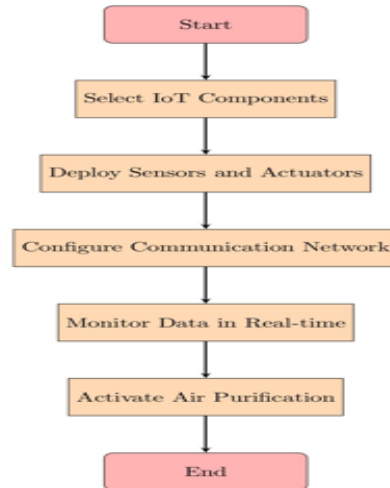 Start
Select IoT Components
Deploy Sensors and Actuators
Configure Communication Network
Monitor Data in Real-time
Activate Air Purification
End